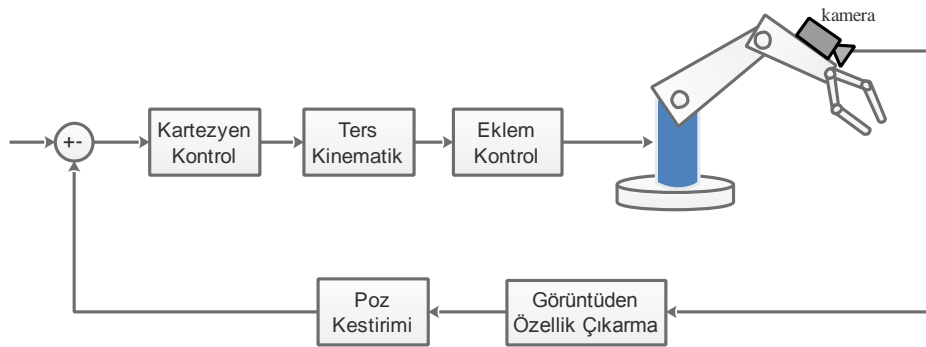 kamera
+-
Kartezyen
Kontrol
Ters
Kinematik
Eklem
Kontrol
Poz
Kestirimi
Görüntüden
Özellik Çıkarma